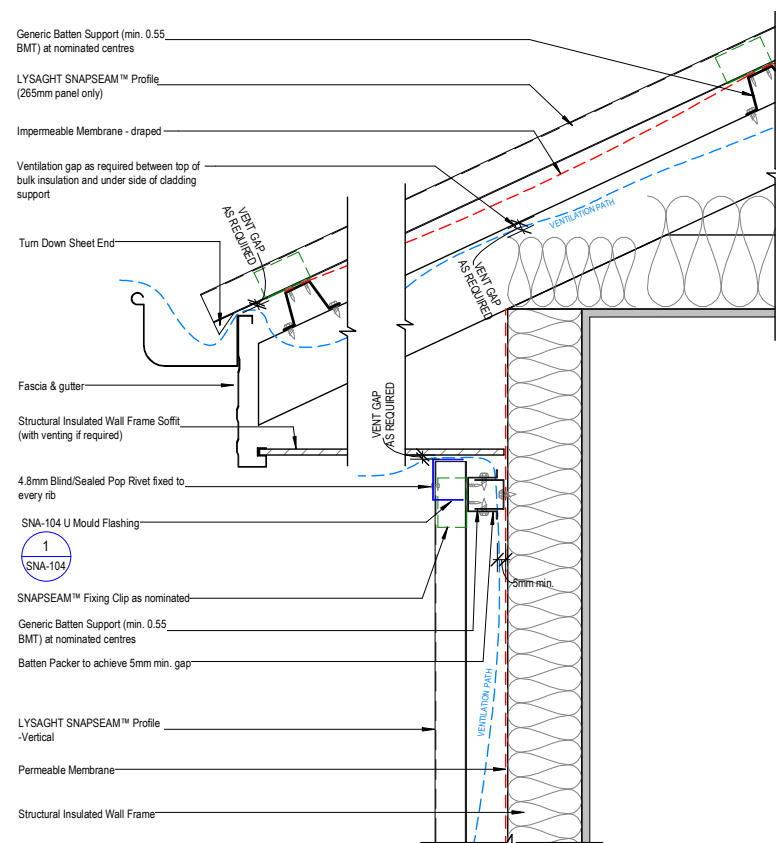 Generic Batten Support (min. 0.55
BMT) at nominated centres
LYSAGHT SNAPSEAM™ Profile
(265mm panel only)
Impermeable Membrane - draped
Ventilation gap as required between top of
bulk insulation and under side of cladding
support
VENT GAP
AS REQUIRED
VENTILATION PATH
Turn Down Sheet End
VENT GAP
AS REQUIRED
Fascia & gutter
VENT GAP
AS REQUIRED
Structural Insulated Wall Frame Soffit
(with venting if required)
4.8mm Blind/Sealed Pop Rivet fixed to
every rib
SNA-104 U Mould Flashing
1
SNA-104
5mm min.
SNAPSEAM™ Fixing Clip as nominated
Generic Batten Support (min. 0.55
BMT) at nominated centres
Batten Packer to achieve 5mm min. gap
VENTILATION PATH
LYSAGHT SNAPSEAM™ Profile
-Vertical
Permeable Membrane
Structural Insulated Wall Frame